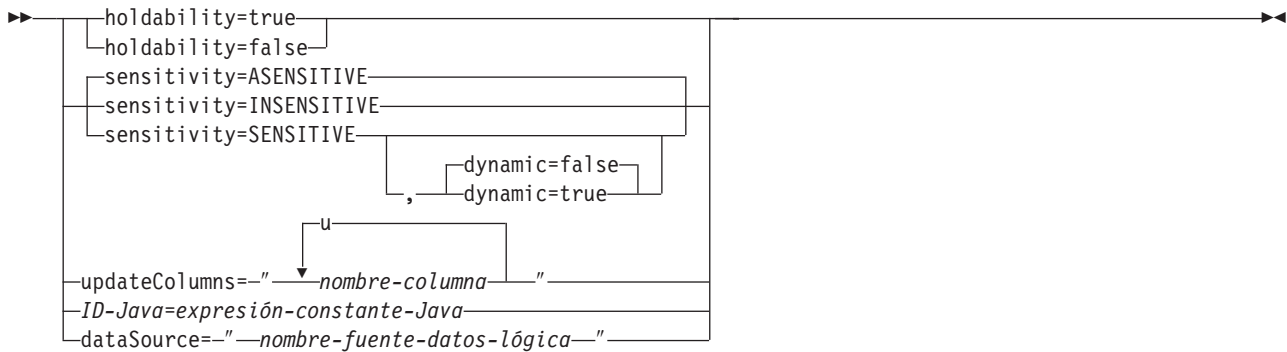 holdability=true
holdability=false
sensitivity=ASENSITIVE
sensitivity=INSENSITIVE
sensitivity=SENSITIVE
dynamic=false
, dynamic=true
u
updateColumns= " nombre-columna "
ID-Java=expresión-constante-Java
dataSource= " nombre-fuente-datos-lógica "